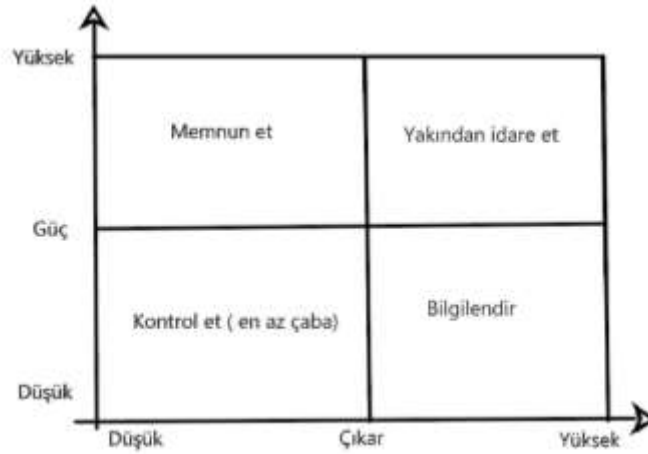 Yüksek
Memnun et
Yakından idare et
Güç
Kontrol et ( en az çaba)
Bilgilendir
Düşük
Düşük
Çıkar
Yüksek